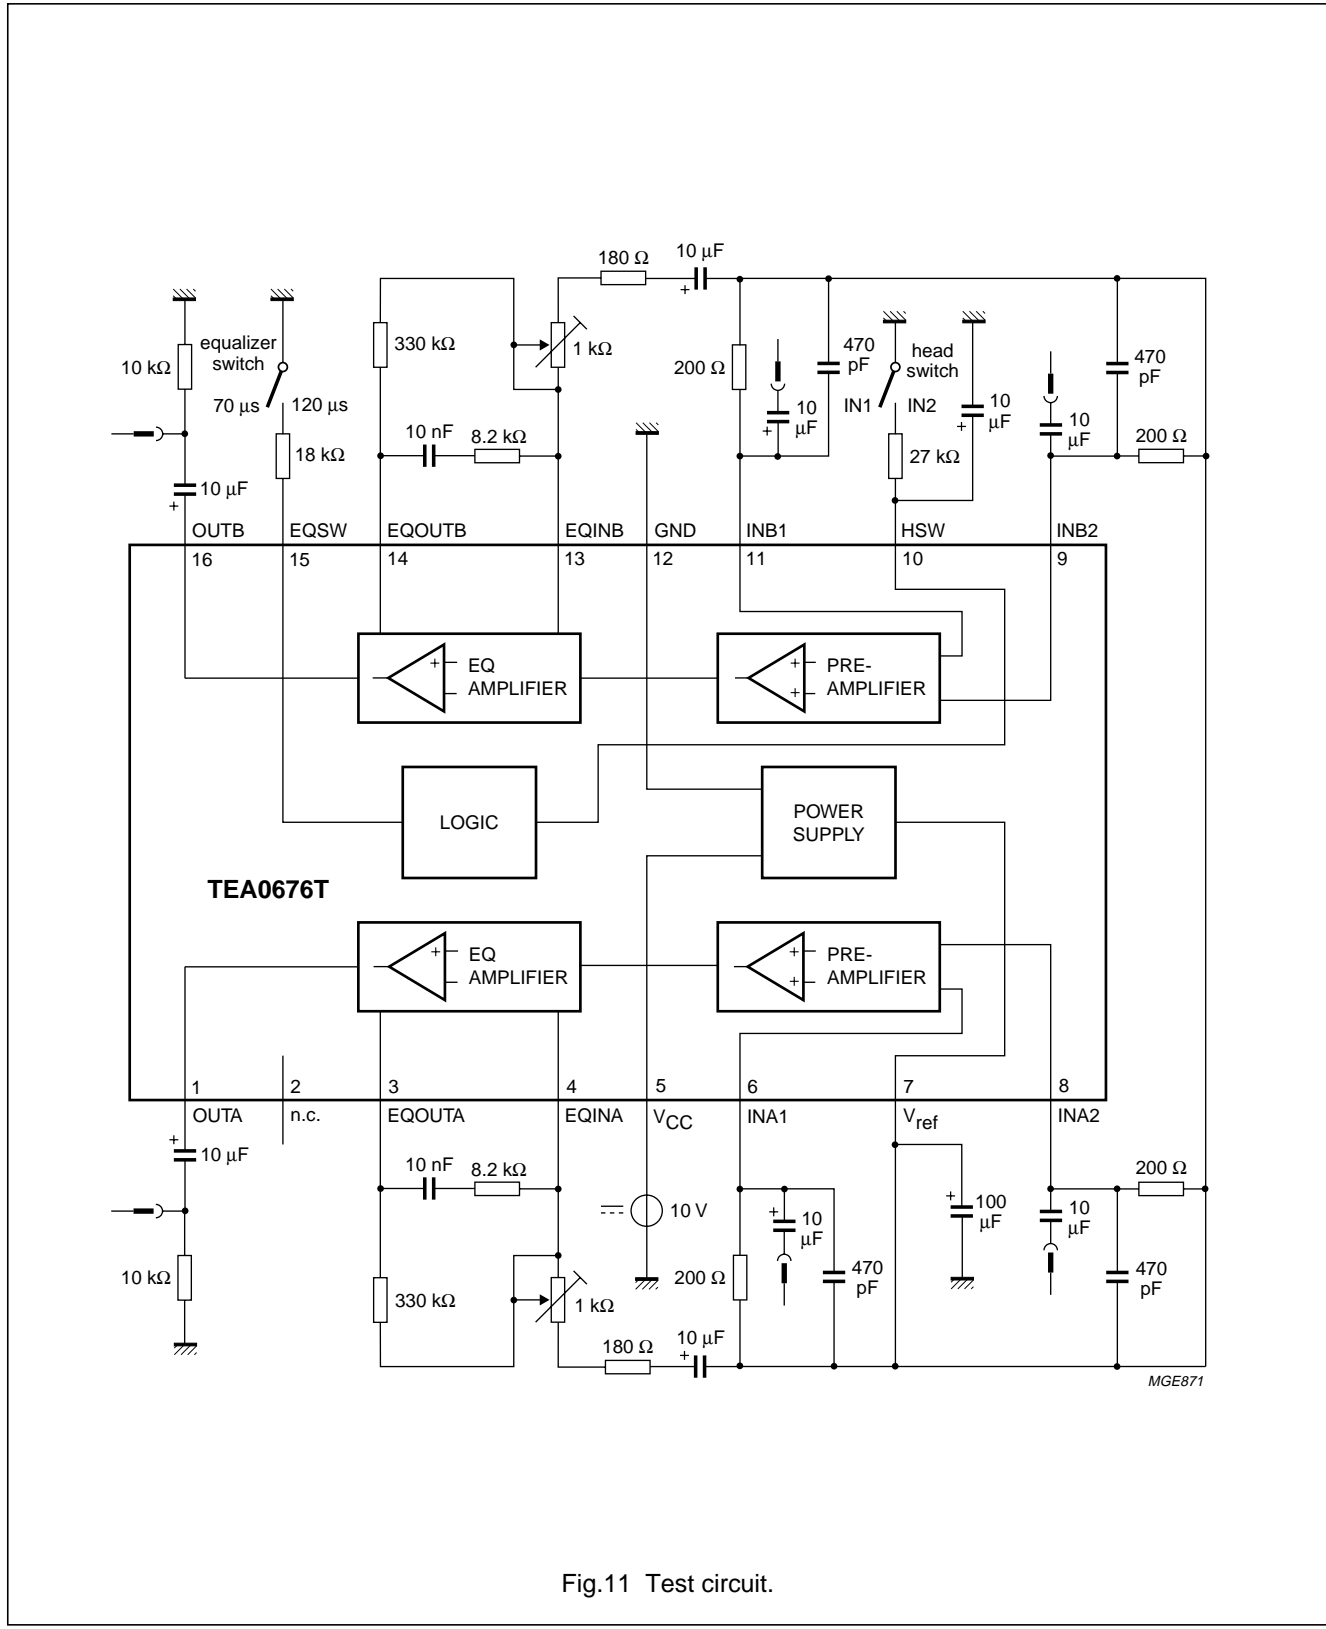 180 Ω
10 µF
+
10 kΩ
equalizer
switch
70 µs
120 µs
18 kΩ
10 µF
+
330 kΩ
1 kΩ
10 nF
8.2 kΩ
200 Ω
10
µF
+
470
pF
head
switch
IN1
IN2
27 kΩ
10
µF
+
10
µF
+
470
pF
200 Ω
OUTB
EQSW
EQOUTB
EQINB
GND
INB1
HSW
INB2
16
15
14
13
12
11
10
9
+
EQ
AMPLIFIER
+
+
PRE-
AMPLIFIER
LOGIC
POWER
SUPPLY
TEA0676T
+
EQ
AMPLIFIER
+
+
PRE-
AMPLIFIER
1
2
3
4
5
6
7
8
OUTA
n.c.
EQOUTA
EQINA
VCC
INA1
Vref
INA2
+
10 µF
10 nF
8.2 kΩ
10 V
+
10
µF
+
100
µF
+
10
µF
200 Ω
10 kΩ
330 kΩ
1 kΩ
200 Ω
470
pF
470
pF
180 Ω
10 µF
+
MGE871
Fig.11 Test circuit.